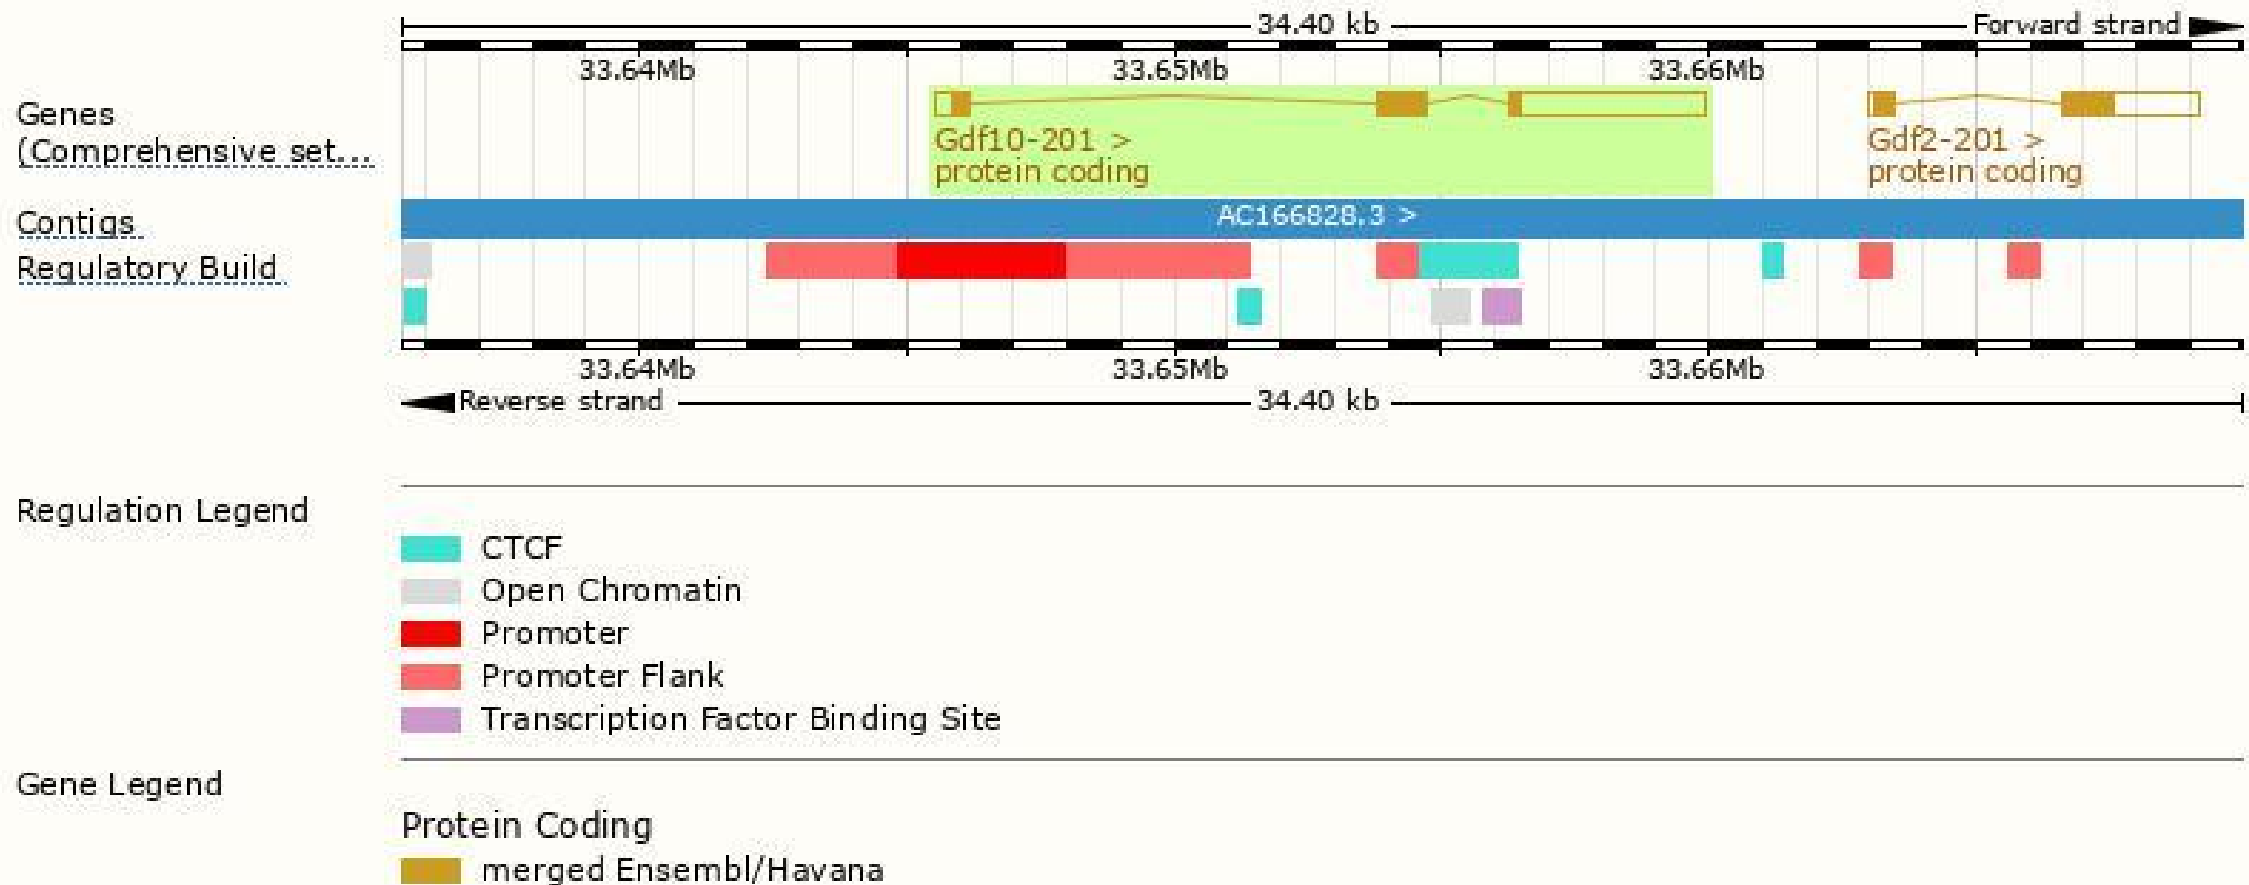 34.40 kb Forward strand
33.64Mb 33.65Mb 33.66Mb
Genes
(Comprehensive set...
Gdf10-201 >
protein coding
Gdf2-201 >
protein coding
Contigs
AC166828.3 >
Regulatory Build
33.64Mb 33.65Mb 33.66Mb
Reverse strand 34.40 kb
Regulation Legend
CTCF
Open Chromatin
Promoter
Promoter Flank
Transcription Factor Binding Site
Gene Legend
Protein Coding
merged Ensembl/Havana